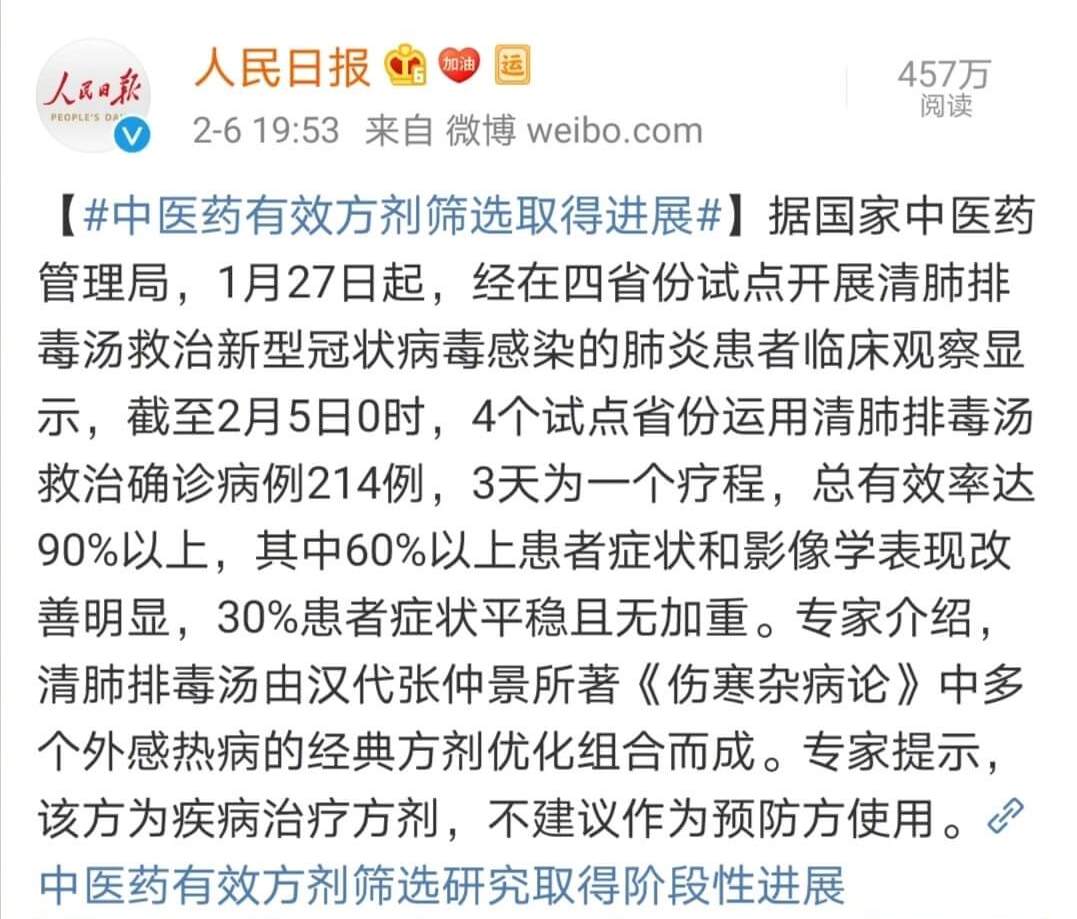 人民日报
PEOPLE'S DA
人民日报 6 加油 运
457万
阅读
2-6 19:53 来自 微博 weibo.com
【#中医药有效方剂筛选取得进展#】据国家中医药
管理局，1月27日起，经在四省份试点开展清肺排
毒汤救治新型冠状病毒感染的肺炎患者临床观察显
示，截至2月5日0时，4个试点省份运用清肺排毒汤
救治确诊病例214例，3天为一个疗程，总有效率达
90%以上，其中60%以上患者症状和影像学表现改
善明显，30%患者症状平稳且无加重。专家介绍，
清肺排毒汤由汉代张仲景所著《伤寒杂病论》中多
个外感热病的经典方剂优化组合而成。专家提示，
该方为疾病治疗方剂，不建议作为预防方使用。
中医药有效方剂筛选研究取得阶段性进展